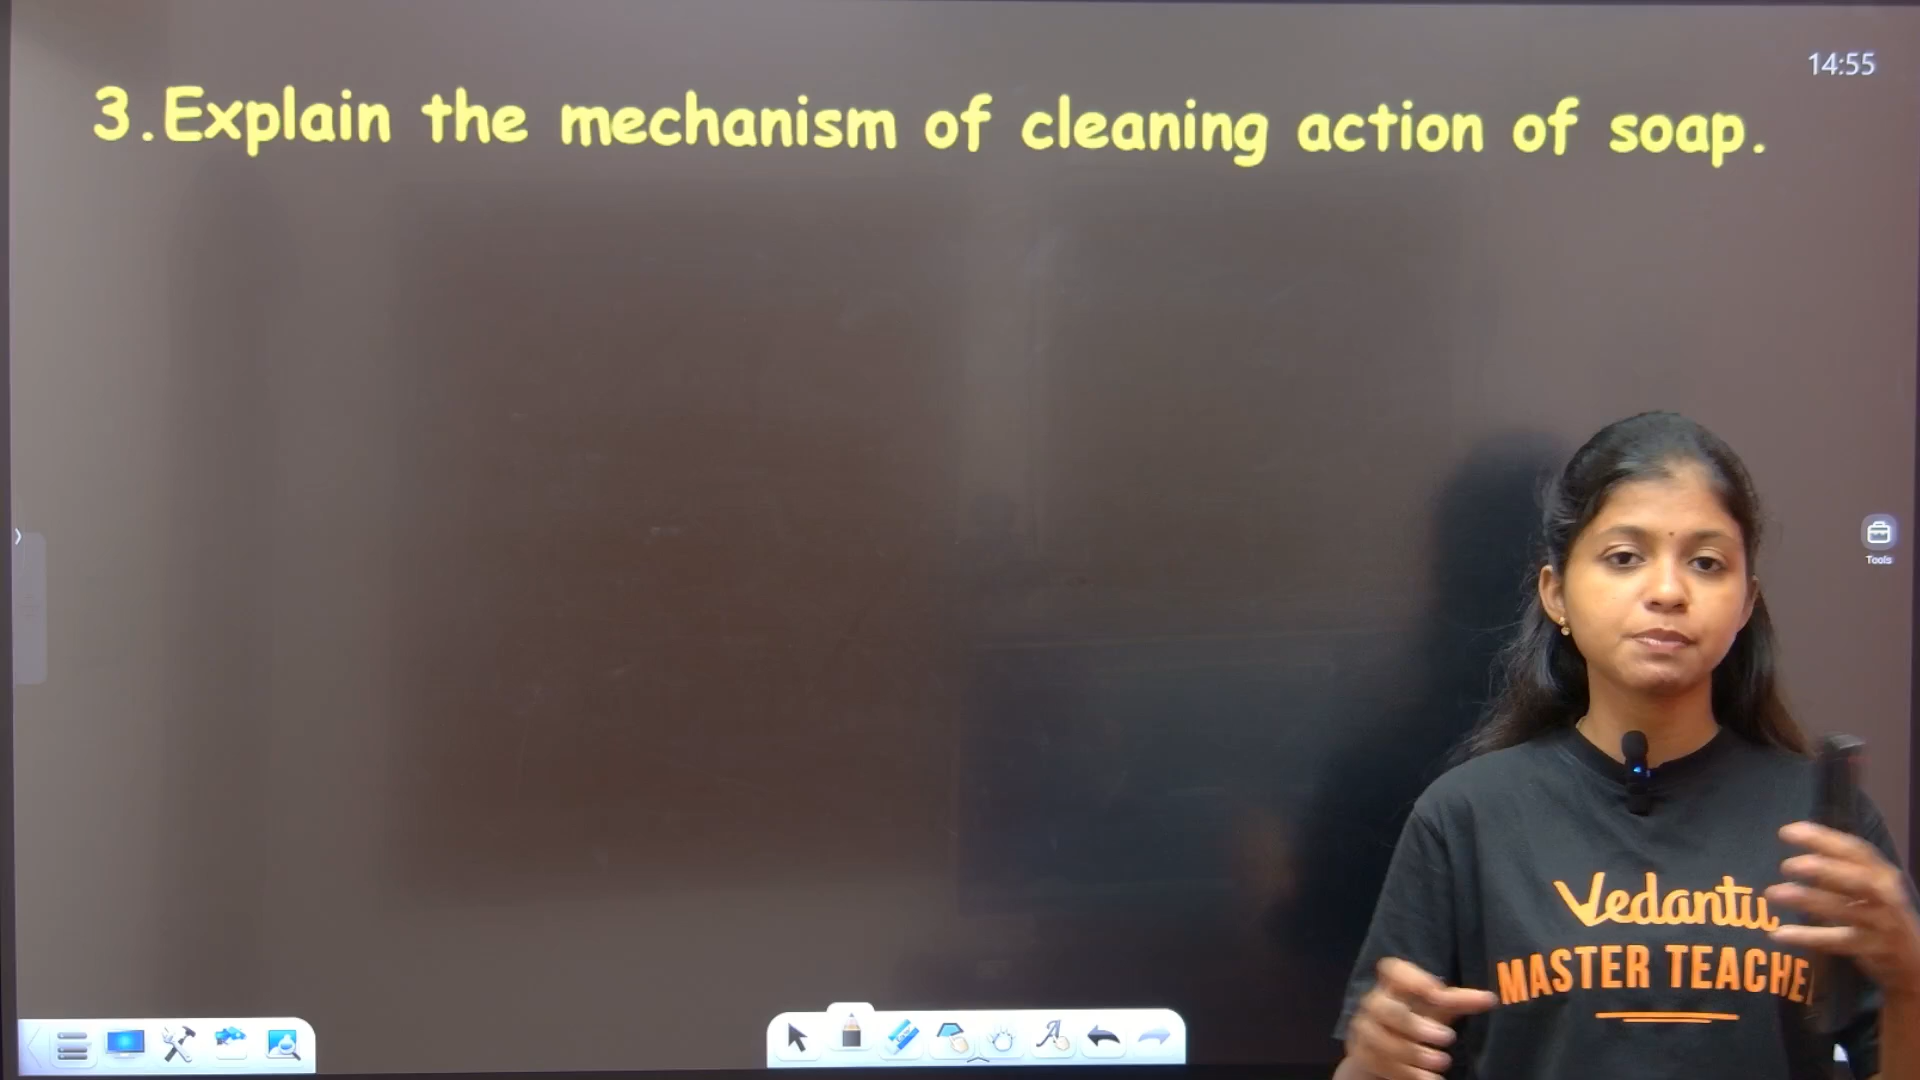 14:55
3.Explain the mechanism of cleaning action of soap.
Tools
Vedantu
MASTER TEACHE